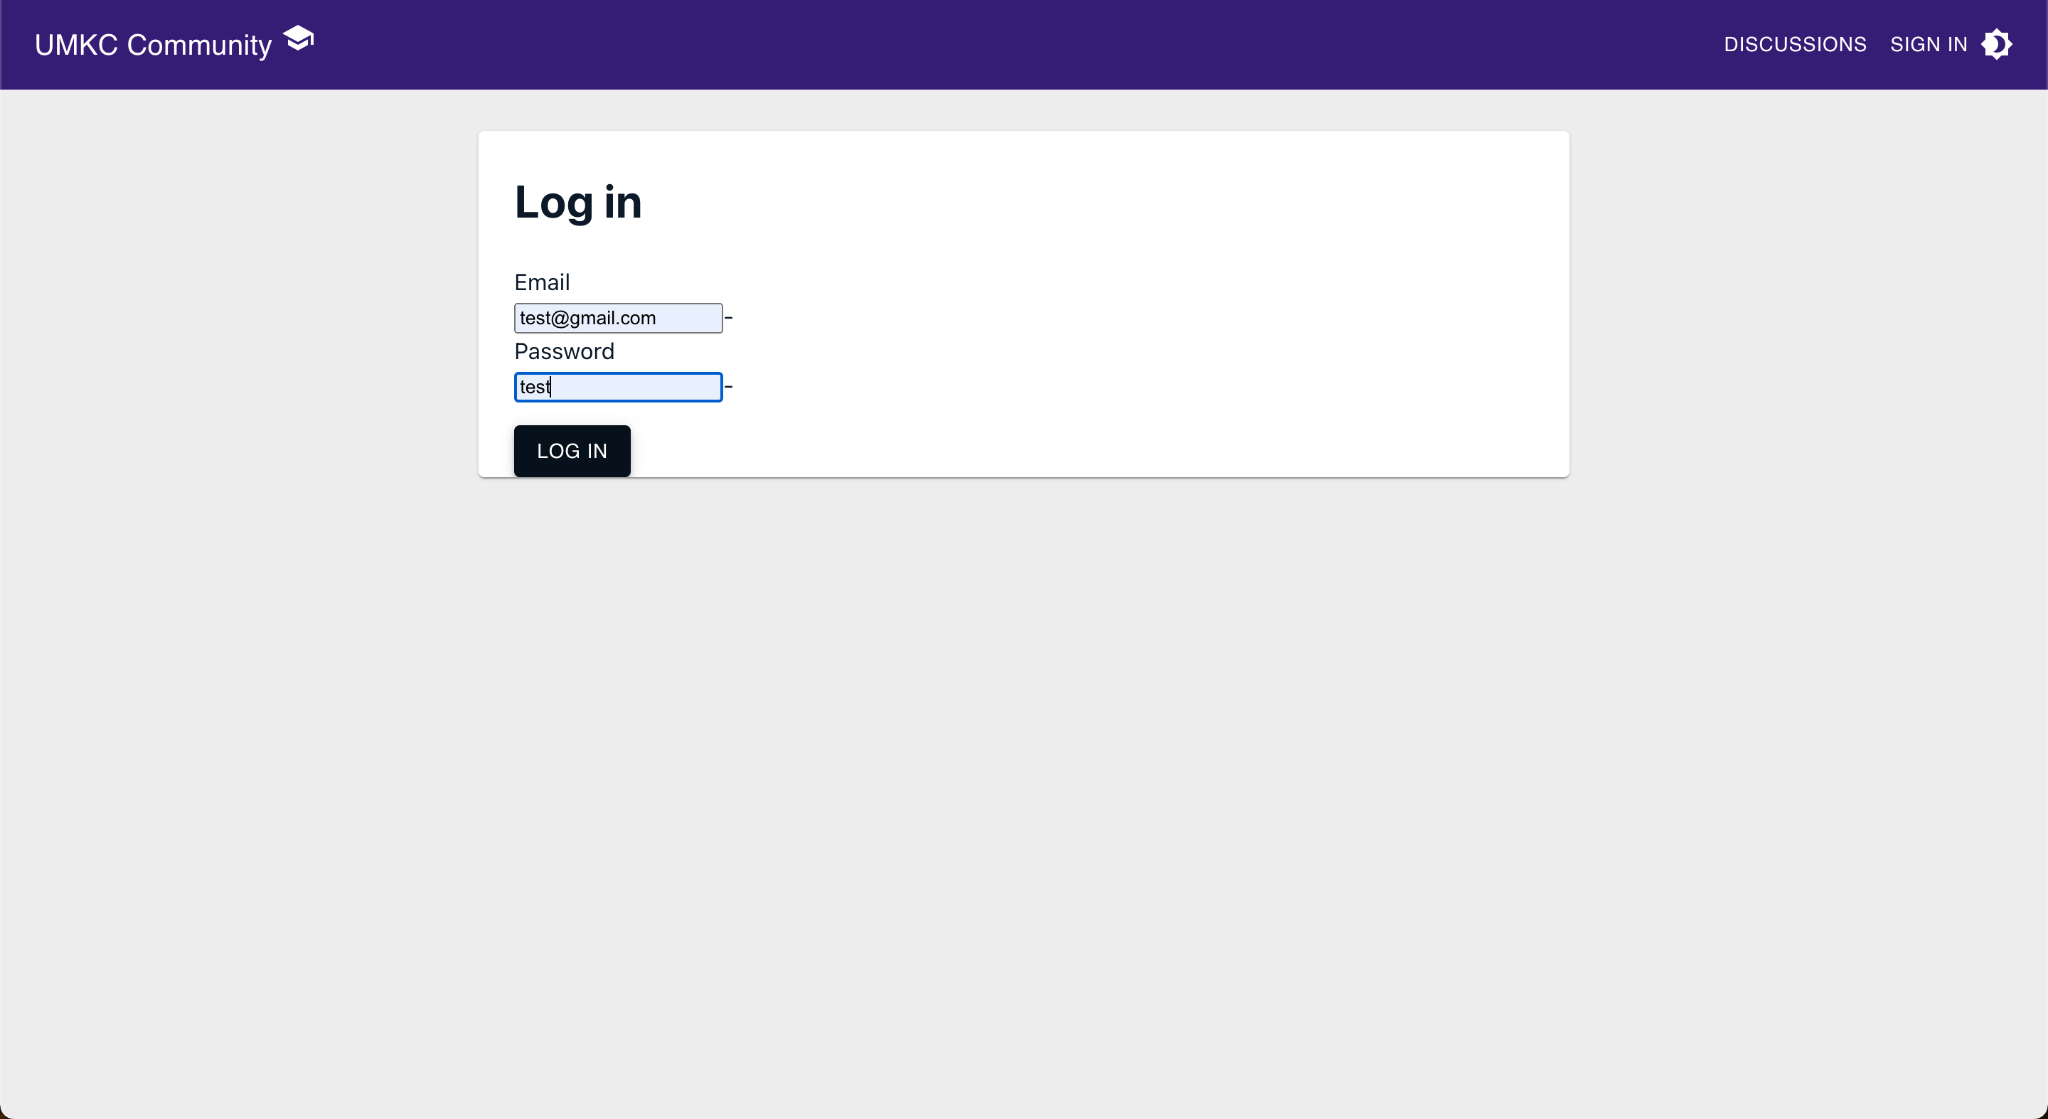 UMKC Community
DISCUSSIONS SIGN IN
Log in
Email
test@gmail.com -
Password
test -
LOG IN